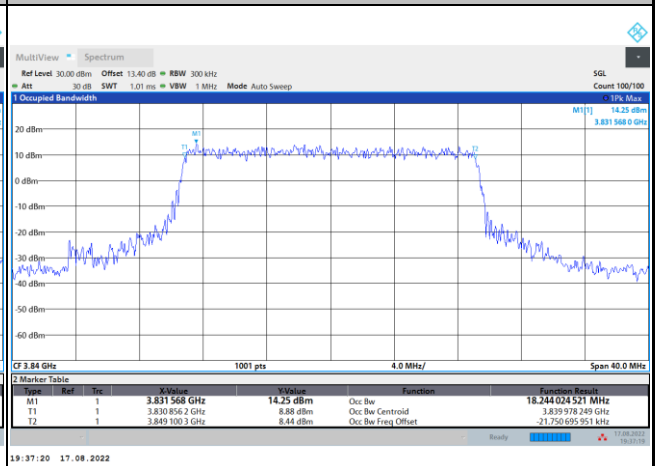 MultiView Spectrum
Ref Level 30.00 dBm Offset 13.40 dB RBW 300 kHz SGL
Att 30 dB SWT 1.01 ms VBW 1 MHz Mode Auto Sweep Count 100/100
1 Occupied Bandwidth 1Pk Max
M1[1] 14.25 dBm
3.831 568 0 GHz
20 dBm
M1
T1 T2
10 dBm
0 dBm
-10 dBm
-20 dBm
-30 dBm
-40 dBm
-50 dBm
-60 dBm
CF 3.84 GHz 1001 pts 4.0 MHz/ Span 40.0 MHz
2 Marker Table
Type Ref Trc X-Value Y-Value Function Function Result
M1 1 3.831 568 GHz 14.25 dBm Occ Bw 18.244 024 521 MHz
T1 1 3.830 856 2 GHz 8.88 dBm Occ Bw Centroid 3.839 978 249 GHz
T2 1 3.849 100 3 GHz 8.44 dBm Occ Bw Freq Offset -21.750 695 951 kHz
Ready 17.08.2022
19:37:19
19:37:20 17.08.2022